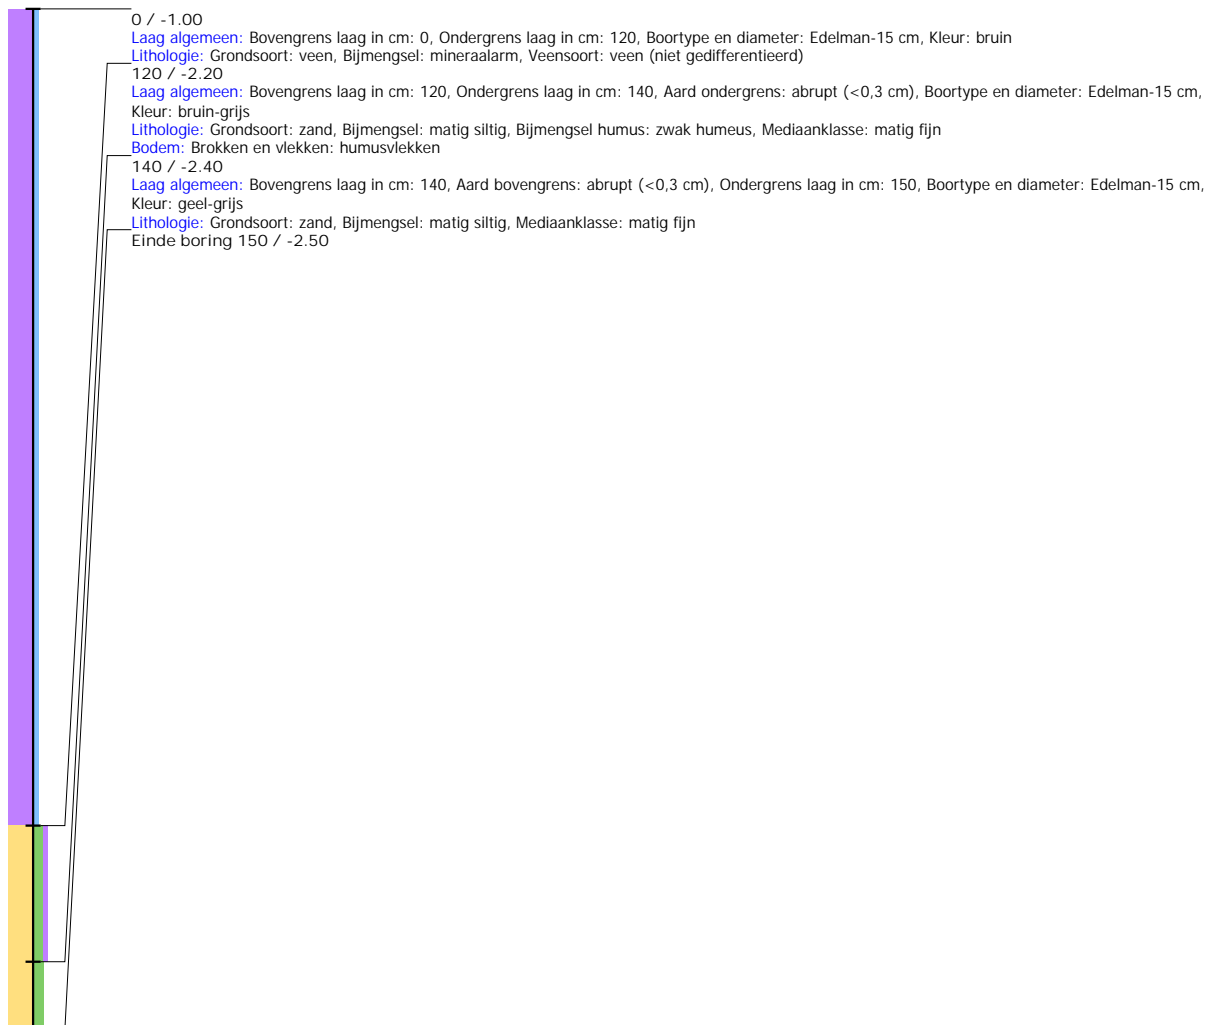 0 / -1.00
Laag algemeen: Bovengrens laag in cm: 0, Ondergrens laag in cm: 120, Boortype en diameter: Edelman-15 cm, Kleur: bruin
Lithologie: Grondsoort: veen, Bijmengsel: mineraalarm, Veensoort: veen (niet gedifferentieerd)
120 / -2.20
Laag algemeen: Bovengrens laag in cm: 120, Ondergrens laag in cm: 140, Aard ondergrens: abrupt (<0,3 cm), Boortype en diameter: Edelman-15 cm,
Kleur: bruin-grijs
Lithologie: Grondsoort: zand, Bijmengsel: matig siltig, Bijmengsel humus: zwak humeus, Mediaanklasse: matig fijn
Bodem: Brokken en vlekken: humusvlekken
140 / -2.40
Laag algemeen: Bovengrens laag in cm: 140, Aard bovengrens: abrupt (<0,3 cm), Ondergrens laag in cm: 150, Boortype en diameter: Edelman-15 cm,
Kleur: geel-grijs
Lithologie: Grondsoort: zand, Bijmengsel: matig siltig, Mediaanklasse: matig fijn
Einde boring 150 / -2.50